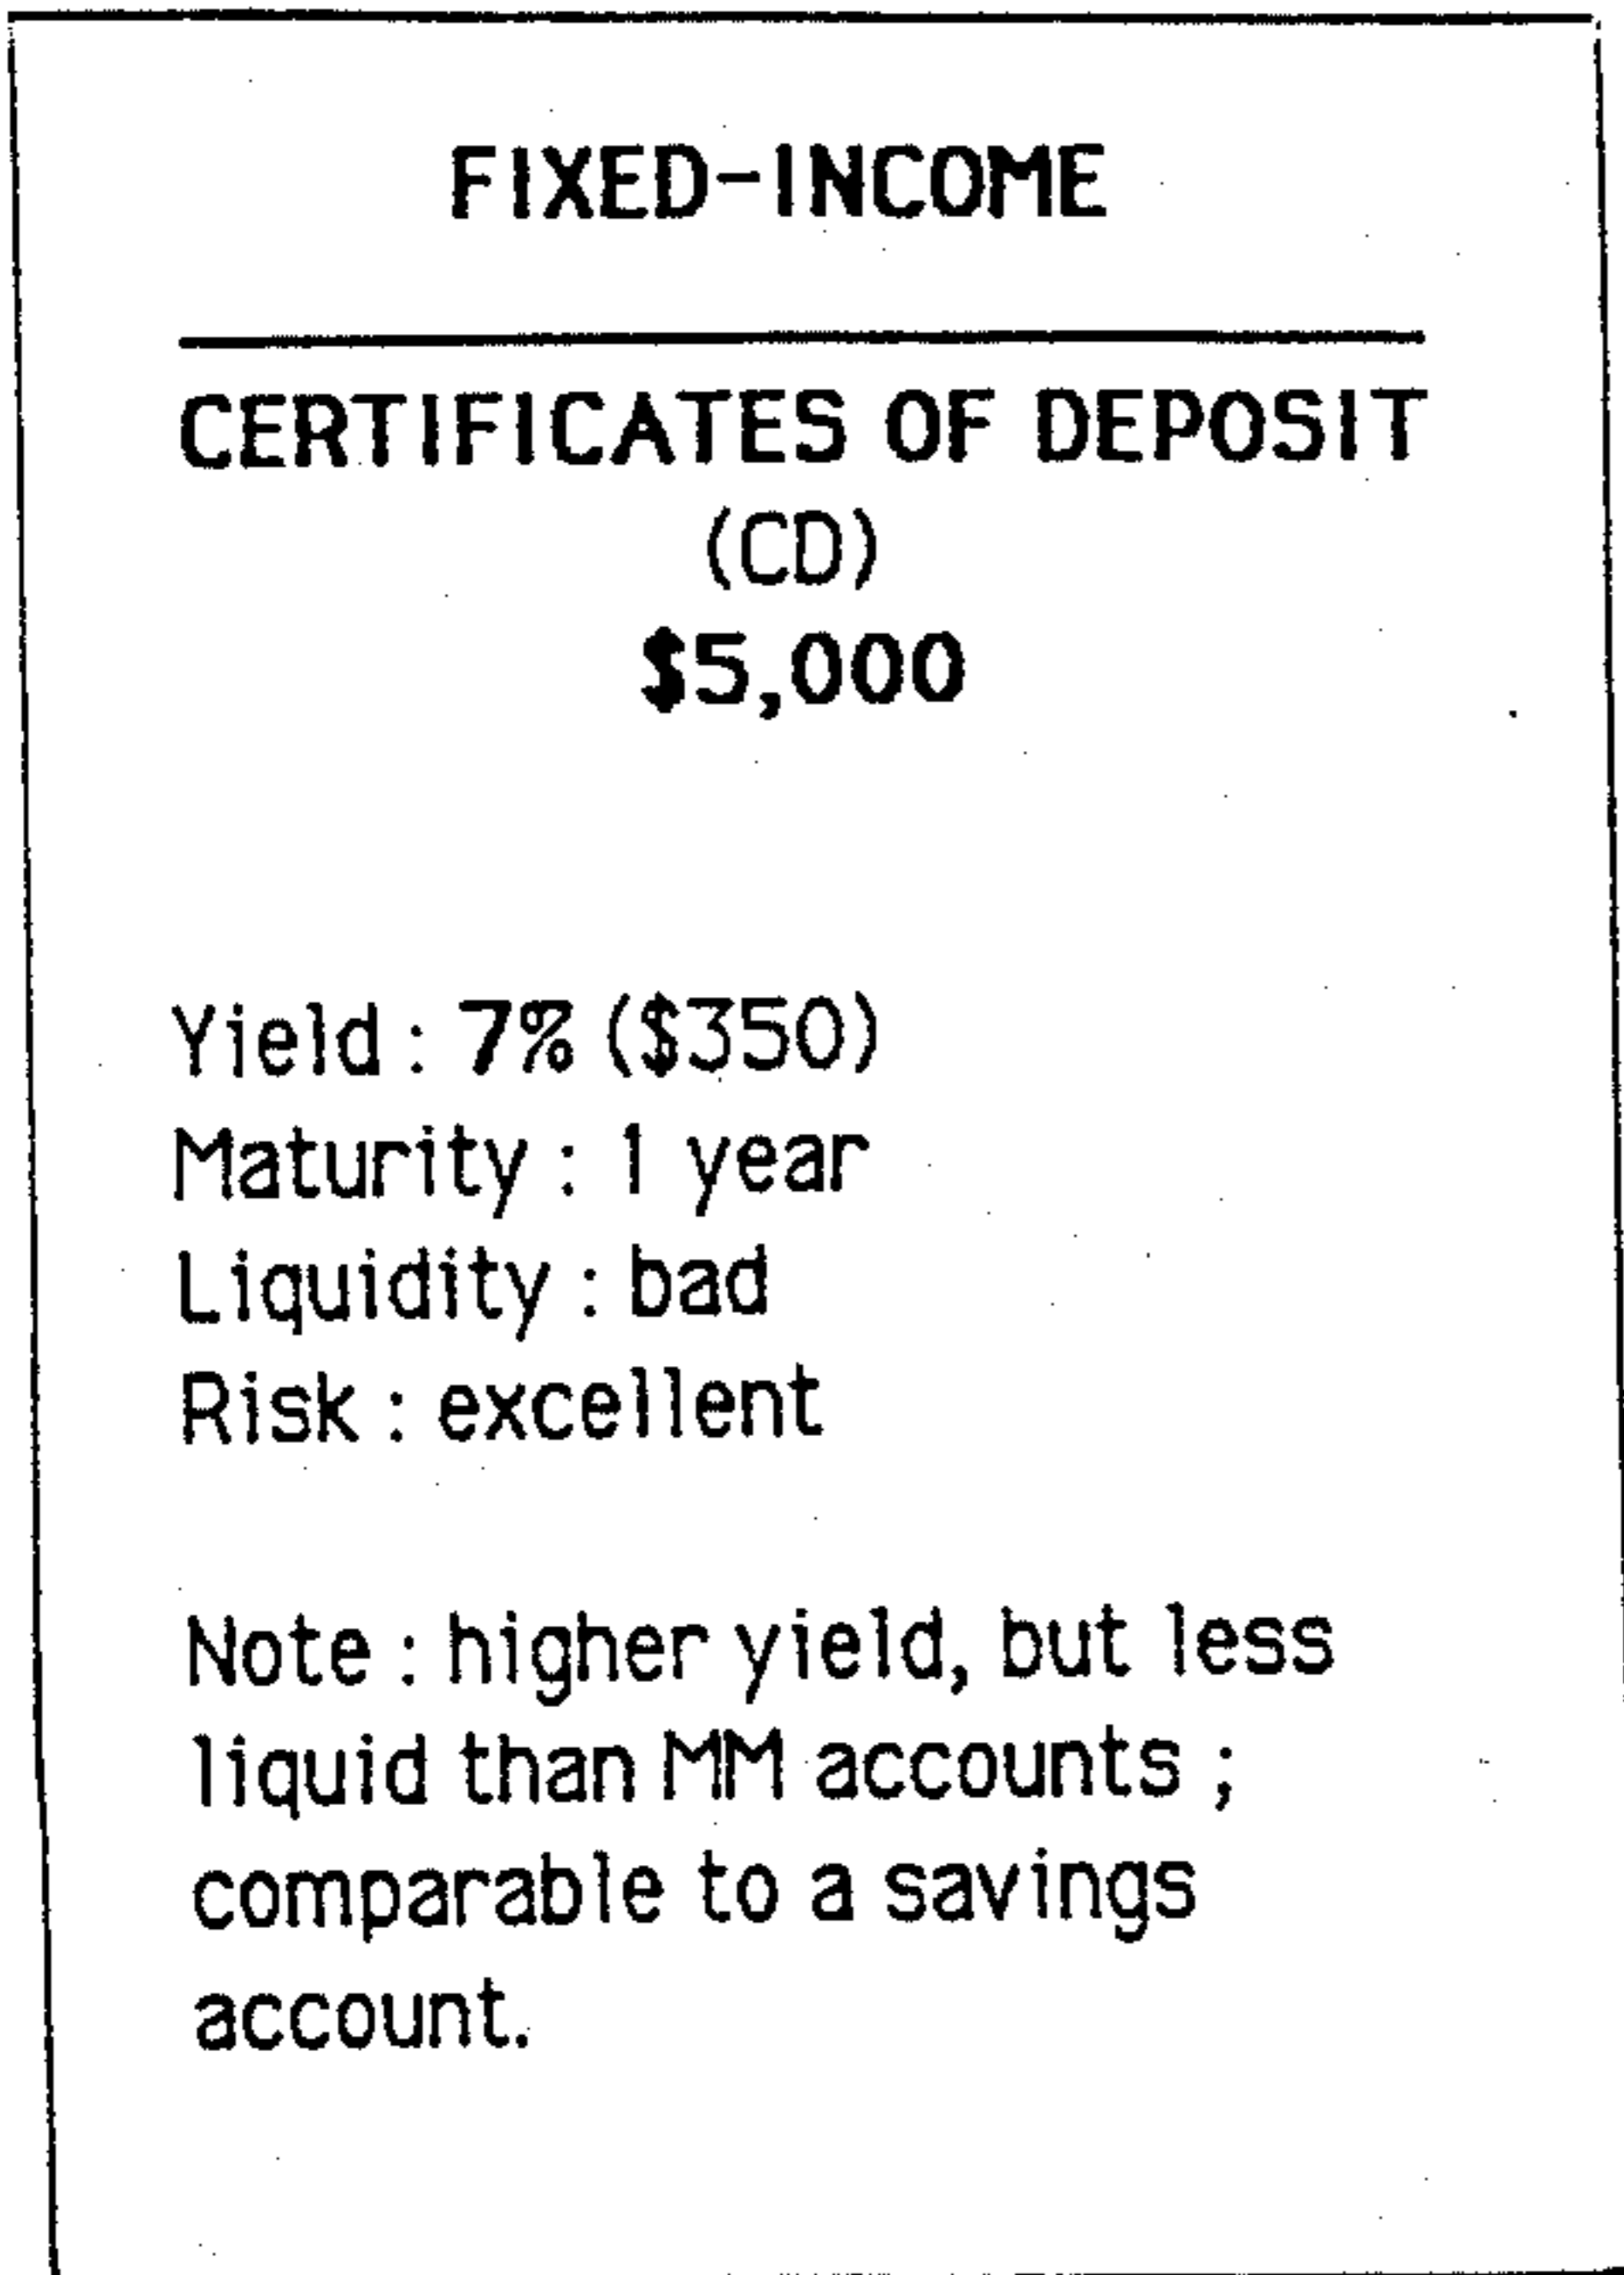 FIXED-INCOME
CERTIFICATES OF DEPOSIT
(CD)
$5,000
Yield: 7% ($350)
Maturity: 1 year
Liquidity: bad
Risk: excellent
Note: higher yield, but less
liquid than MM accounts;
comparable to a savings
account.